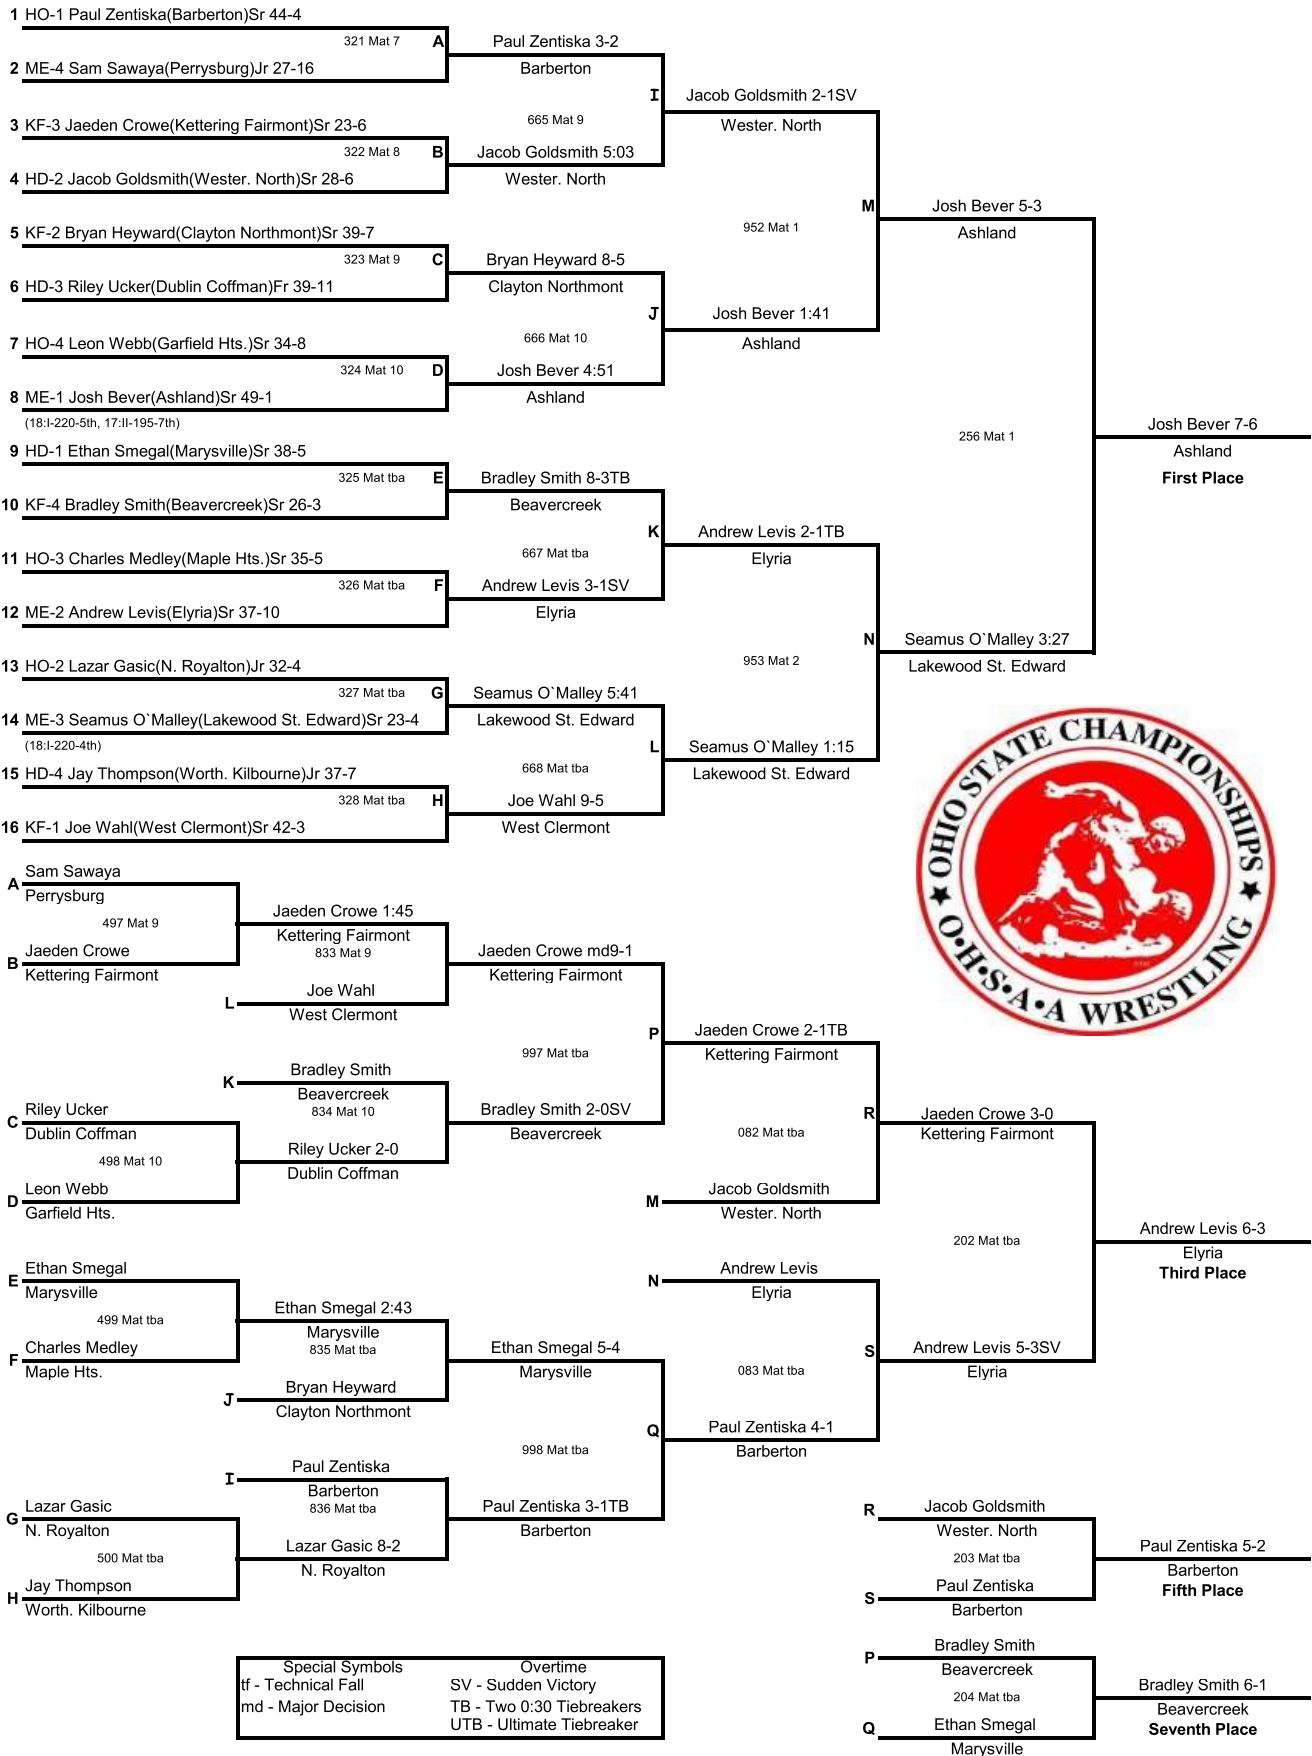 1 HO-1 Paul Zentiska(Barberton)Sr 44-4
321 Mat 7 A
2 ME-4 Sam Sawaya(Perrysburg)Jr 27-16
Paul Zentiska 3-2
Barberton
3 KF-3 Jaeden Crowe(Kettering Fairmont)Sr 23-6
322 Mat 8 B
4 HD-2 Jacob Goldsmith(Wester. North)Sr 28-6
665 Mat 9
I
Jacob Goldsmith 5:03
Wester. North
Jacob Goldsmith 2-1SV
Wester. North
5 KF-2 Bryan Heyward(Clayton Northmont)Sr 39-7
323 Mat 9 C
6 HD-3 Riley Ucker(Dublin Coffman)Fr 39-11
Bryan Heyward 8-5
Clayton Northmont
7 HO-4 Leon Webb(Garfield Hts.)Sr 34-8
324 Mat 10 D
8 ME-1 Josh Bever(Ashland)Sr 49-1
(18:I-220-5th, 17:II-195-7th)
666 Mat 10
J
Josh Bever 4:51
Ashland
Josh Bever 1:41
Ashland
952 Mat 1
M
Josh Bever 5-3
Ashland
9 HD-1 Ethan Smegal(Marysville)Sr 38-5
325 Mat tba E
10 KF-4 Bradley Smith(Beavercreek)Sr 26-3
Bradley Smith 8-3TB
Beavercreek
11 HO-3 Charles Medley(Maple Hts.)Sr 35-5
326 Mat tba F
12 ME-2 Andrew Levis(Elyria)Sr 37-10
667 Mat tba
K
Andrew Levis 3-1SV
Elyria
Andrew Levis 2-1TB
Elyria
13 HO-2 Lazar Gasic(N. Royalton)Jr 32-4
327 Mat tba G
14 ME-3 Seamus O`Malley(Lakewood St. Edward)Sr 23-4
(18:I-220-4th)
Seamus O`Malley 5:41
Lakewood St. Edward
15 HD-4 Jay Thompson(Worth. Kilbourne)Jr 37-7
328 Mat tba H
16 KF-1 Joe Wahl(West Clermont)Sr 42-3
668 Mat tba
L
Joe Wahl 9-5
West Clermont
Seamus O`Malley 1:15
Lakewood St. Edward
953 Mat 2
N
Seamus O`Malley 3:27
Lakewood St. Edward
256 Mat 1
Josh Bever 7-6
Ashland
First Place
OHIO STATE CHAMPIONSHIPS
★ O•H•S•A•A WRESTLING ★
A Sam Sawaya
Perrysburg
497 Mat 9
B Jaeden Crowe
Kettering Fairmont
Jaeden Crowe 1:45
Kettering Fairmont
833 Mat 9
L Joe Wahl
West Clermont
Jaeden Crowe md9-1
Kettering Fairmont
K Bradley Smith
Beavercreek
834 Mat 10
C Riley Ucker
Dublin Coffman
498 Mat 10
D Leon Webb
Garfield Hts.
Riley Ucker 2-0
Dublin Coffman
Bradley Smith 2-0SV
Beavercreek
997 Mat tba
P
Jaeden Crowe 2-1TB
Kettering Fairmont
082 Mat tba
R
M Jacob Goldsmith
Wester. North
Jaeden Crowe 3-0
Kettering Fairmont
E Ethan Smegal
Marysville
499 Mat tba
F Charles Medley
Maple Hts.
Ethan Smegal 2:43
Marysville
835 Mat tba
J Bryan Heyward
Clayton Northmont
Ethan Smegal 5-4
Marysville
I Paul Zentiska
Barberton
836 Mat tba
G Lazar Gasic
N. Royalton
500 Mat tba
H Jay Thompson
Worth. Kilbourne
Lazar Gasic 8-2
N. Royalton
Paul Zentiska 3-1TB
Barberton
998 Mat tba
Q
N Andrew Levis
Elyria
083 Mat tba
S
Paul Zentiska 4-1
Barberton
Andrew Levis 5-3SV
Elyria
202 Mat tba
Andrew Levis 6-3
Elyria
Third Place
R Jacob Goldsmith
Wester. North
203 Mat tba
S Paul Zentiska
Barberton
Paul Zentiska 5-2
Barberton
Fifth Place
P Bradley Smith
Beavercreek
204 Mat tba
Q Ethan Smegal
Marysville
Bradley Smith 6-1
Beavercreek
Seventh Place
Special Symbols Overtime
tf - Technical Fall SV - Sudden Victory
md - Major Decision TB - Two 0:30 Tiebreakers
UTB - Ultimate Tiebreaker